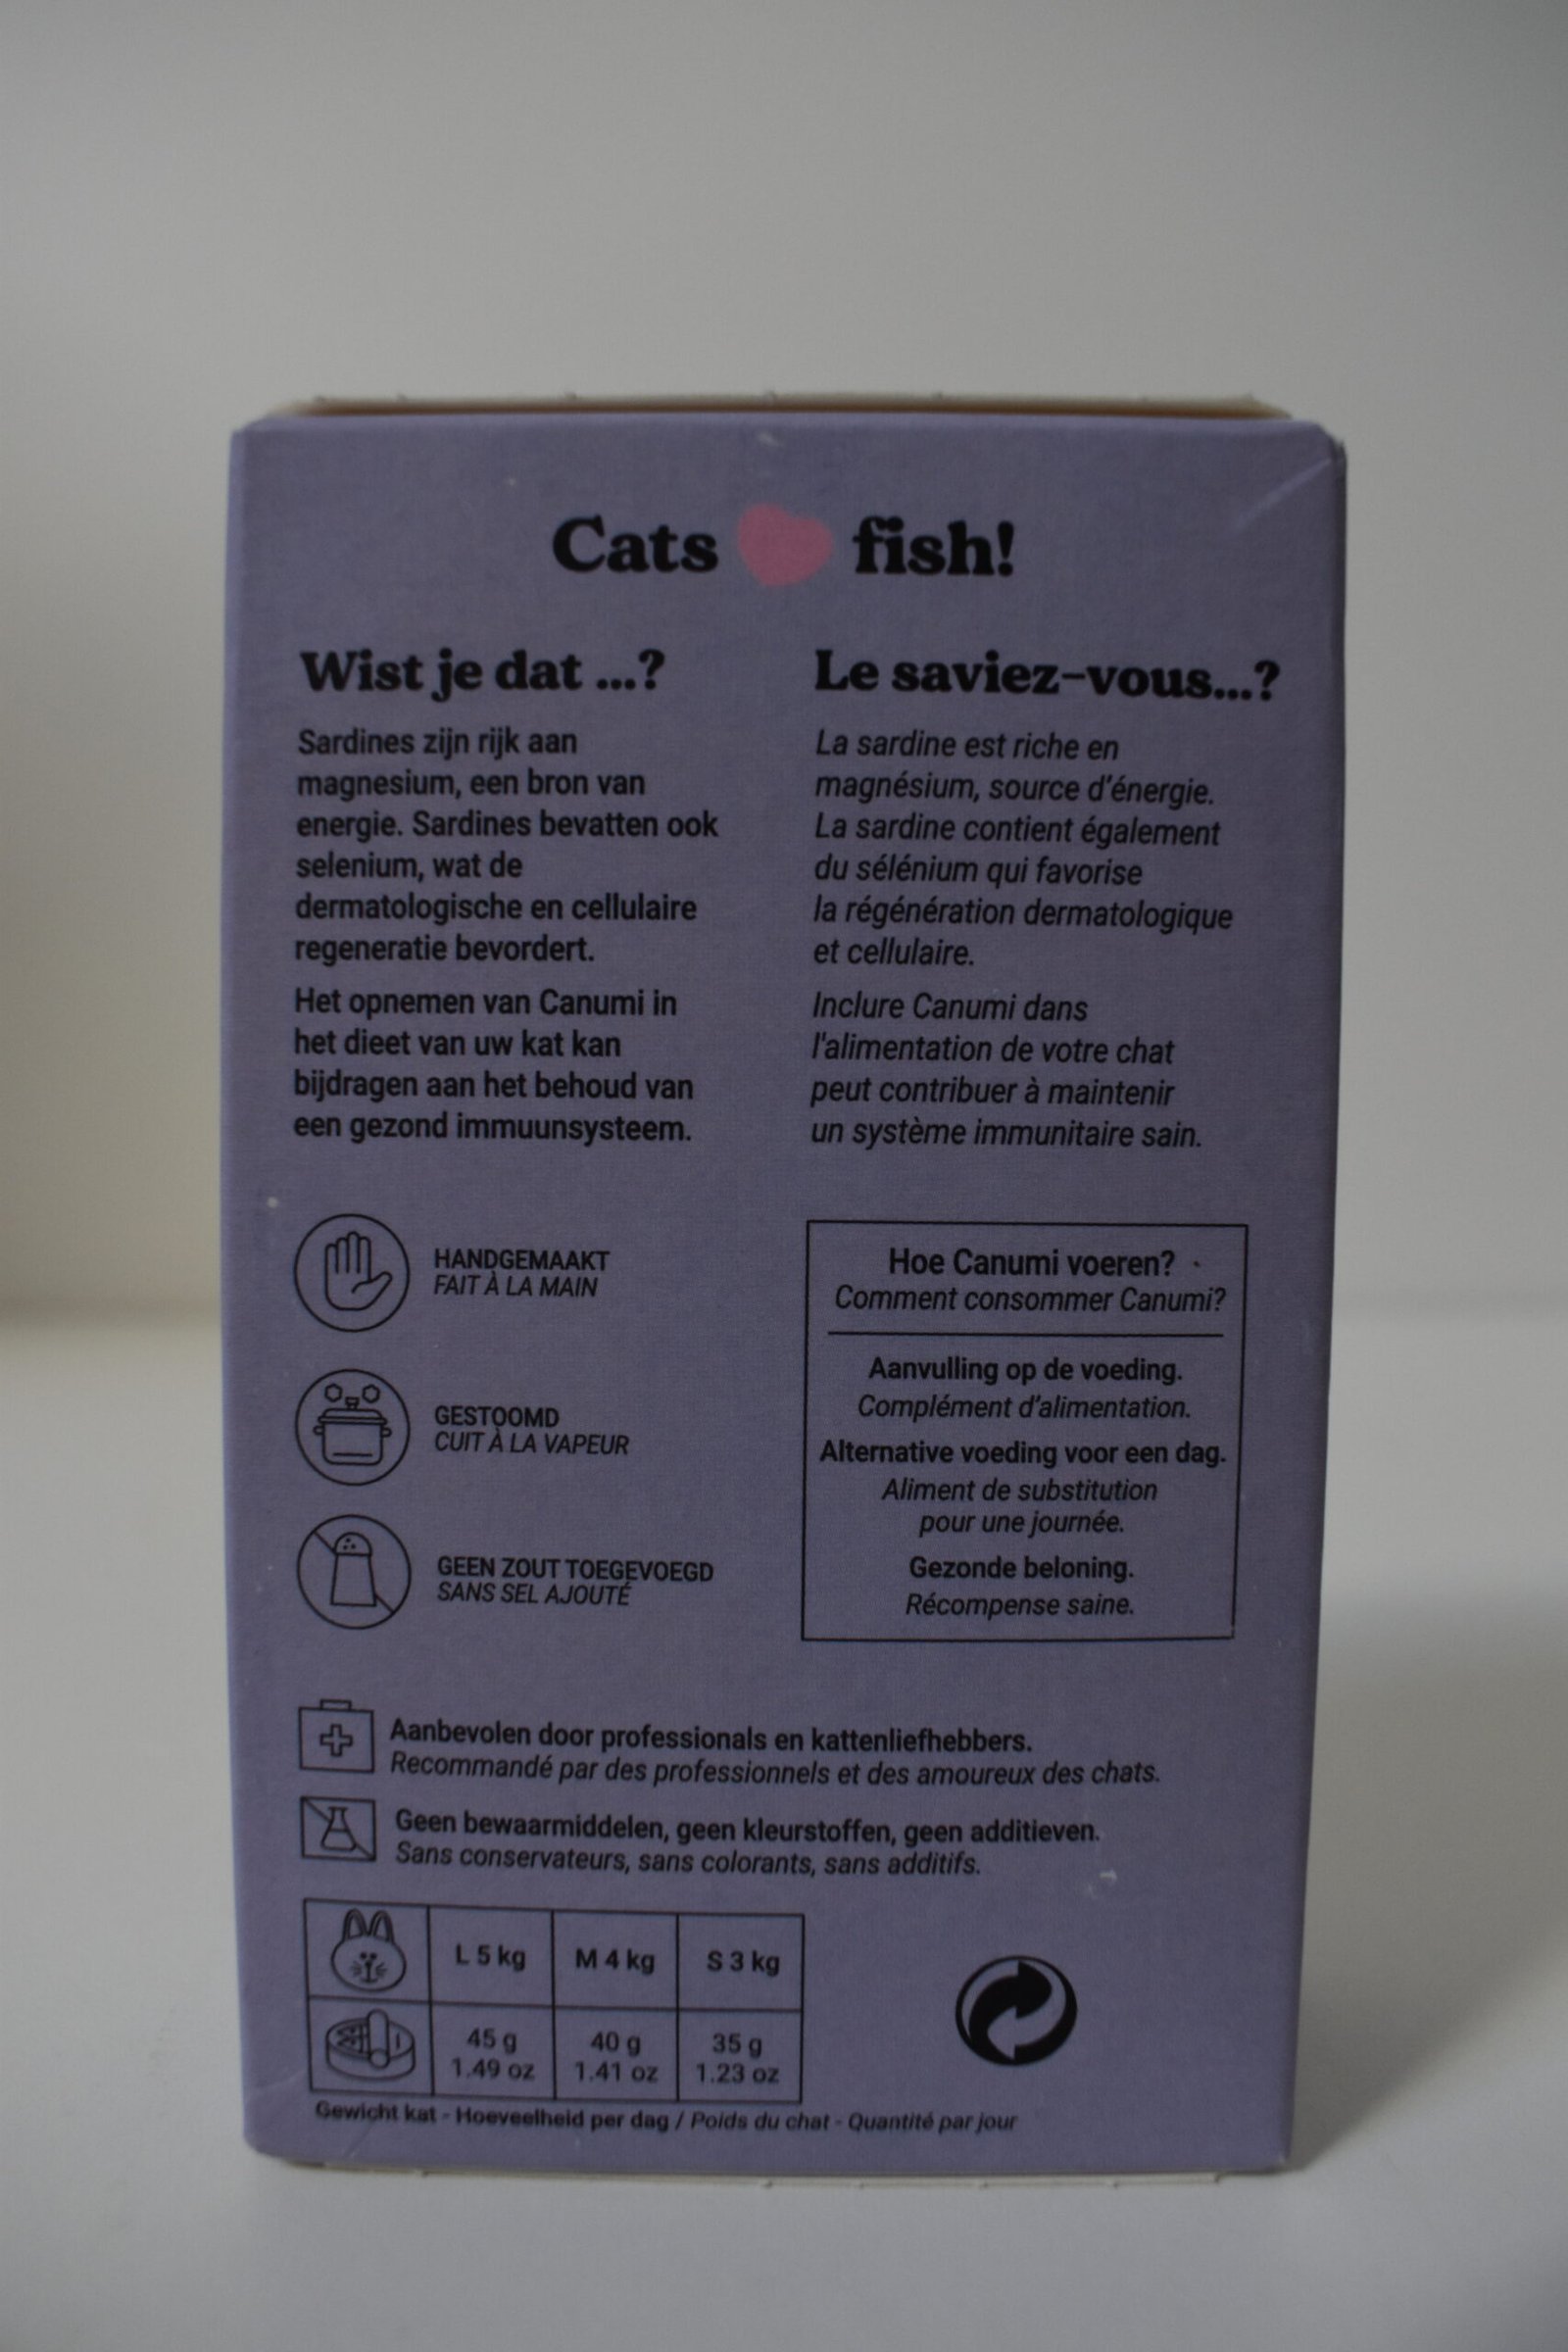 Cats fish!
Wist je dat ...?
Sardines zijn rijk aan
magnesium, een bron van
energie. Sardines bevatten ook
selenium, wat de
dermatologische en cellulaire
regeneratie bevordert.
Het opnemen van Canumi in
het dieet van uw kat kan
bijdragen aan het behoud van
een gezond immuunsysteem.
Le saviez-vous...?
La sardine est riche en
magnésium, source d'énergie.
La sardine contient également
du sélénium qui favorise
la régénération dermatologique
et cellulaire.
Inclure Canumi dans
l'alimentation de votre chat
peut contribuer à maintenir
un système immunitaire sain.
HANDGEMAAKT
FAIT À LA MAIN
GESTOOMD
CUIT À LA VAPEUR
GEEN ZOUT TOEGEVOEGD
SANS SEL AJOUTÉ
Hoe Canumi voeren?
Comment consommer Canumi?
Aanvulling op de voeding.
Complément d'alimentation.
Alternative voeding voor een dag.
Aliment de substitution
pour une journée.
Gezonde beloning.
Récompense saine.
Aanbevolen door professionals en kattenliefhebbers.
Recommandé par des professionnels et des amoureux des chats.
Geen bewaarmiddelen, geen kleurstoffen, geen additieven.
Sans conservateurs, sans colorants, sans additifs.
L 5 kg M 4 kg S 3 kg
45 g 40 g 35 g
1.49 oz 1.41 oz 1.23 oz
Gewicht kat - Hoeveelheid per dag / Poids du chat - Quantité par jour